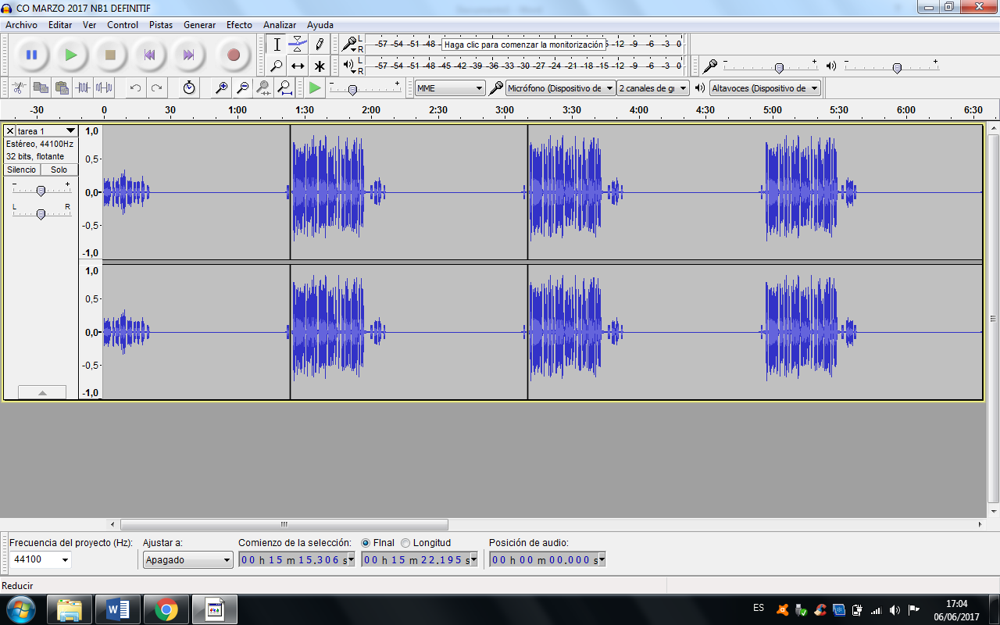 CO MARZO 2017 NB1 DEFINITIF
Archivo Editar Ver Control Pistas Generar Efecto Analizar Ayuda
L
R
-57 -54 -51 -48 Haga clic para comenzar la monitorización -12 -9 -6 -3 0
L
R
-57 -54 -51 -48 -45 -42 -39 -36 -33 -30 -27 -24 -21 -18 -15 -12 -9 -6 -3 0
- + - +
- + MME Micrófono (Dispositivo de 2 canales de gr Altavoces (Dispositivo de
-30 0 30 1:00 1:30 2:00 2:30 3:00 3:30 4:00 4:30 5:00 5:30 6:00 6:30
tarea 1
Estéreo, 44100Hz
32 bits, flotante
Silencio Solo
- +
L R
1,0
0,5-
0,0-
-0,5-
-1,0
1,0
0,5-
0,0-
-0,5-
-1,0
Frecuencia del proyecto (Hz): Ajustar a: Comienzo de la selección: FInal Longitud Posición de audio:
44100 Apagado 00 h 15 m 15.306 s 00 h 15 m 22.195 s 00 h 00 m 00.000 s
Reducir
ES
17:04
06/06/2017